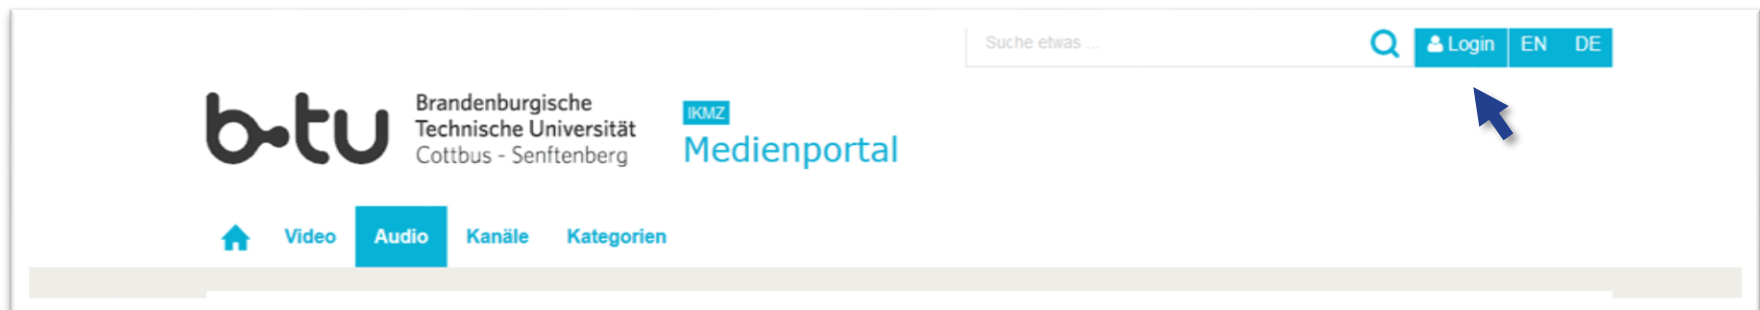 Suche etwas ...
Login EN DE
b-tu
Brandenburgische
Technische Universität
Cottbus - Senftenberg
IKMZ
Medienportal
Video Audio Kanäle Kategorien